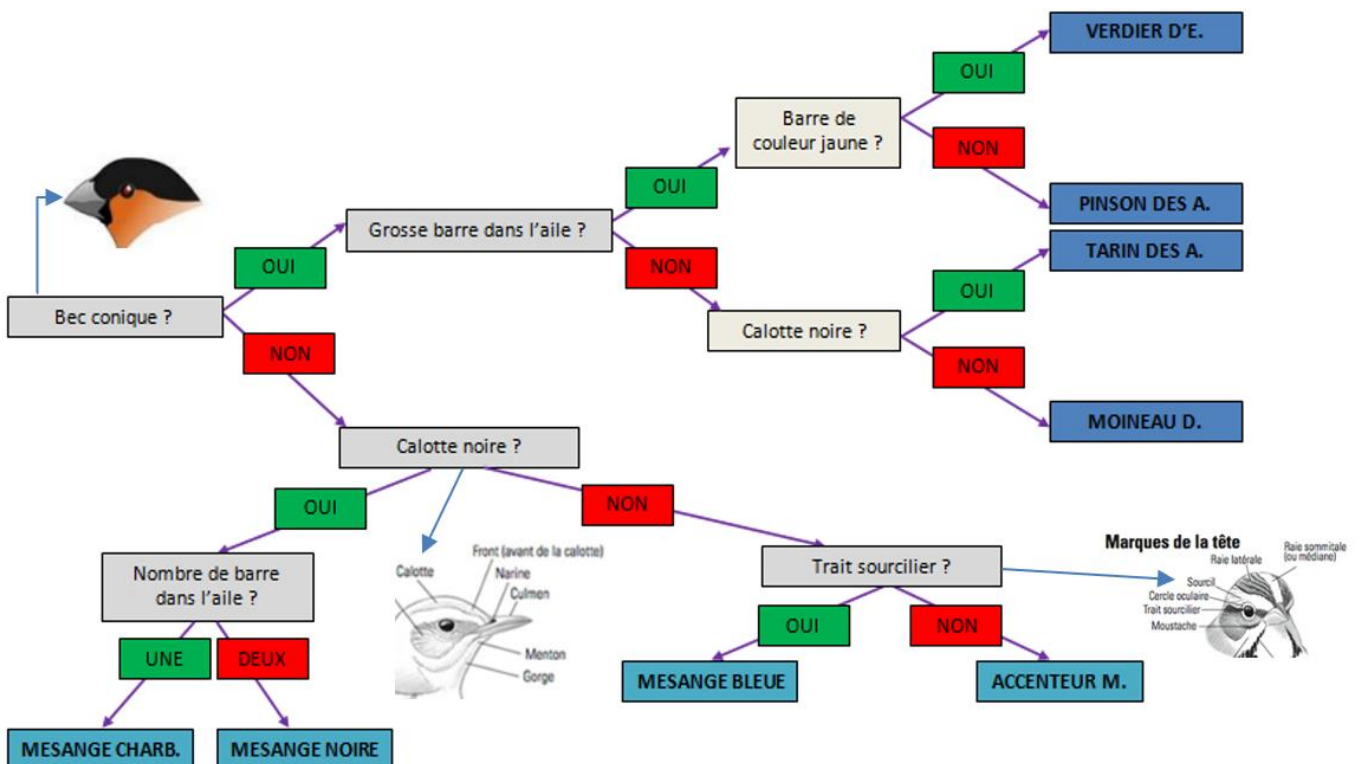 VERDIER D'E.
OUI
Barre de
couleur jaune ?
NON
OUI
PINSON DES A.
Grosse barre dans l'aile ?
TARIN DES A.
OUI
NON
OUI
Bec conique ?
Calotte noire ?
NON
NON
MOINEAU D.
Calotte noire ?
OUI
NON
Nombre de barre
dans l'aile ?
Front (avant de la calotte)
Calotte
Narine
Culmen
Menton
Gorge
Trait sourcilier ?
Marques de la tête
Raie latérale
Raie sommitale
(ou médiane)
Sourcil
Cercle oculaire
Trait sourcilier
Moustache
UNE
DEUX
OUI
NON
MESANGE BLEUE
ACCENTEUR M.
MESANGE CHARB.
MESANGE NOIRE